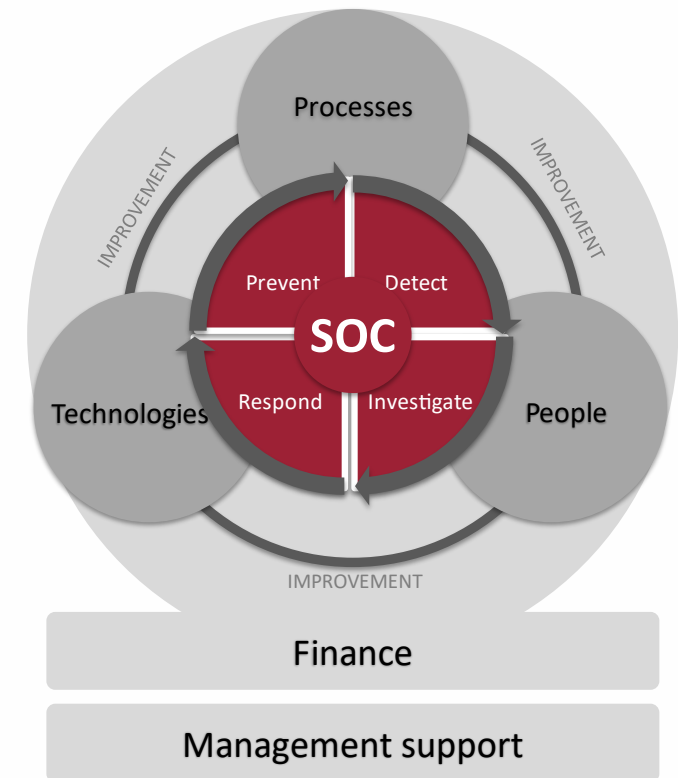 Processes
IMPROVEMENT
IMPROVEMENT
Prevent
Detect
SOC
Respond
Investigate
Technologies
People
IMPROVEMENT
Finance
Management support